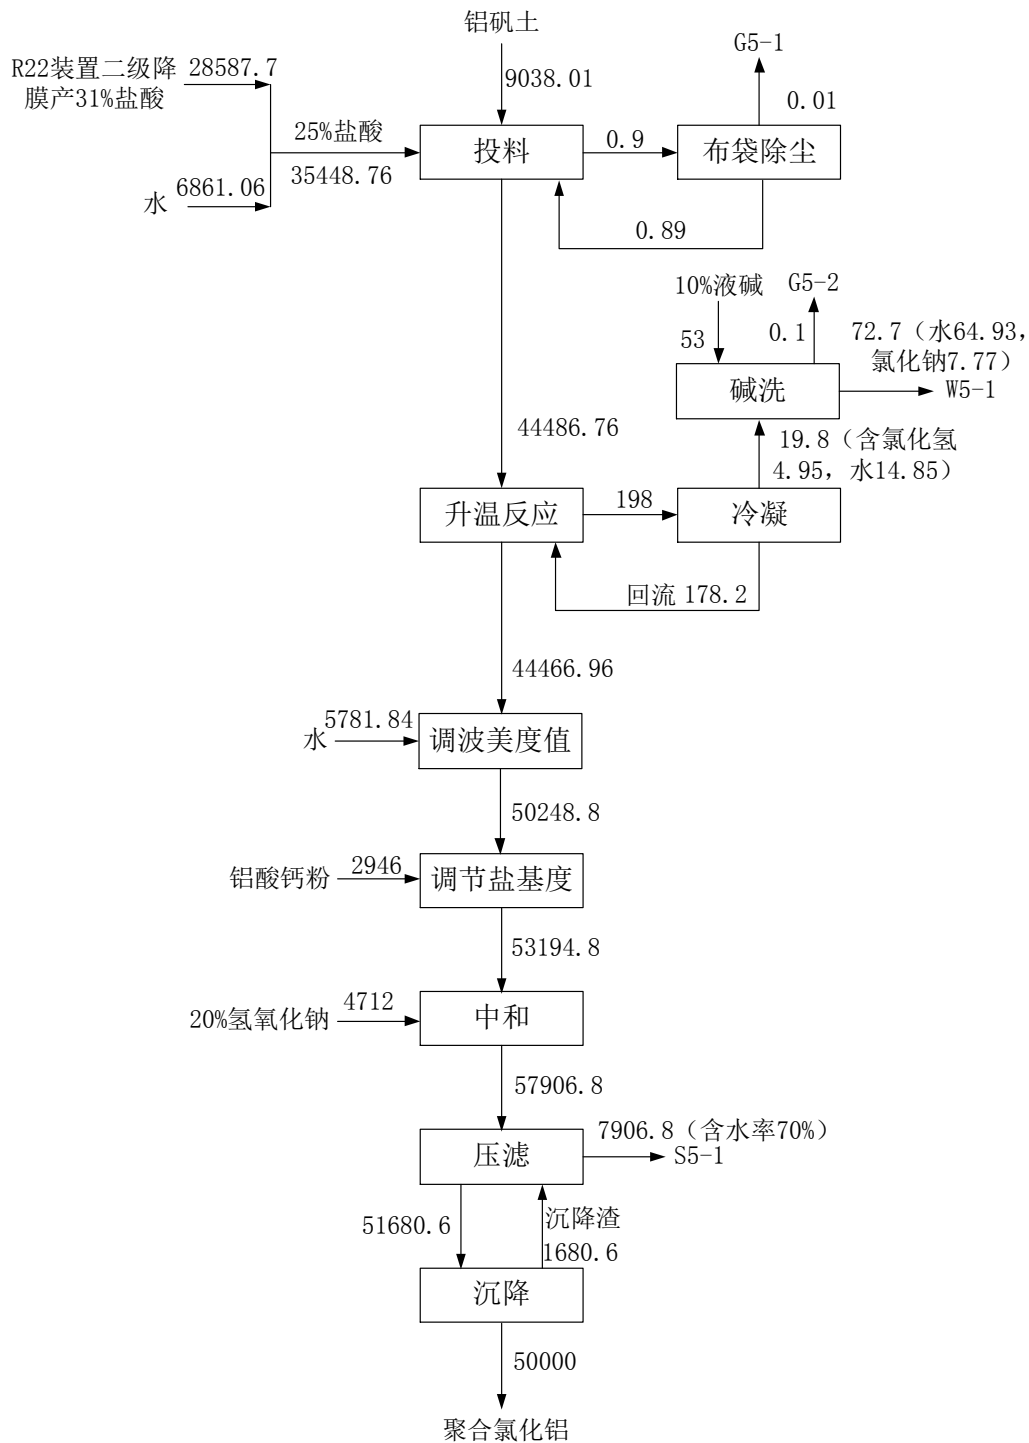 铝矾土
9038.01
G5-1
0.01
R22装置二级降
膜产31%盐酸
28587.7
25%盐酸
35448.76
水
6861.06
投料
0.9
布袋除尘
0.89
10%液碱
53
G5-2
0.1
72.7（水64.93，
氯化钠7.77）
W5-1
碱洗
44486.76
19.8（含氯化氢
4.95，水14.85）
升温反应
198
冷凝
回流 178.2
44466.96
水
5781.84
调波美度值
50248.8
铝酸钙粉
2946
调节盐基度
53194.8
20%氢氧化钠
4712
中和
57906.8
压滤
7906.8（含水率70%）
S5-1
51680.6
沉降渣
1680.6
沉降
50000
聚合氯化铝